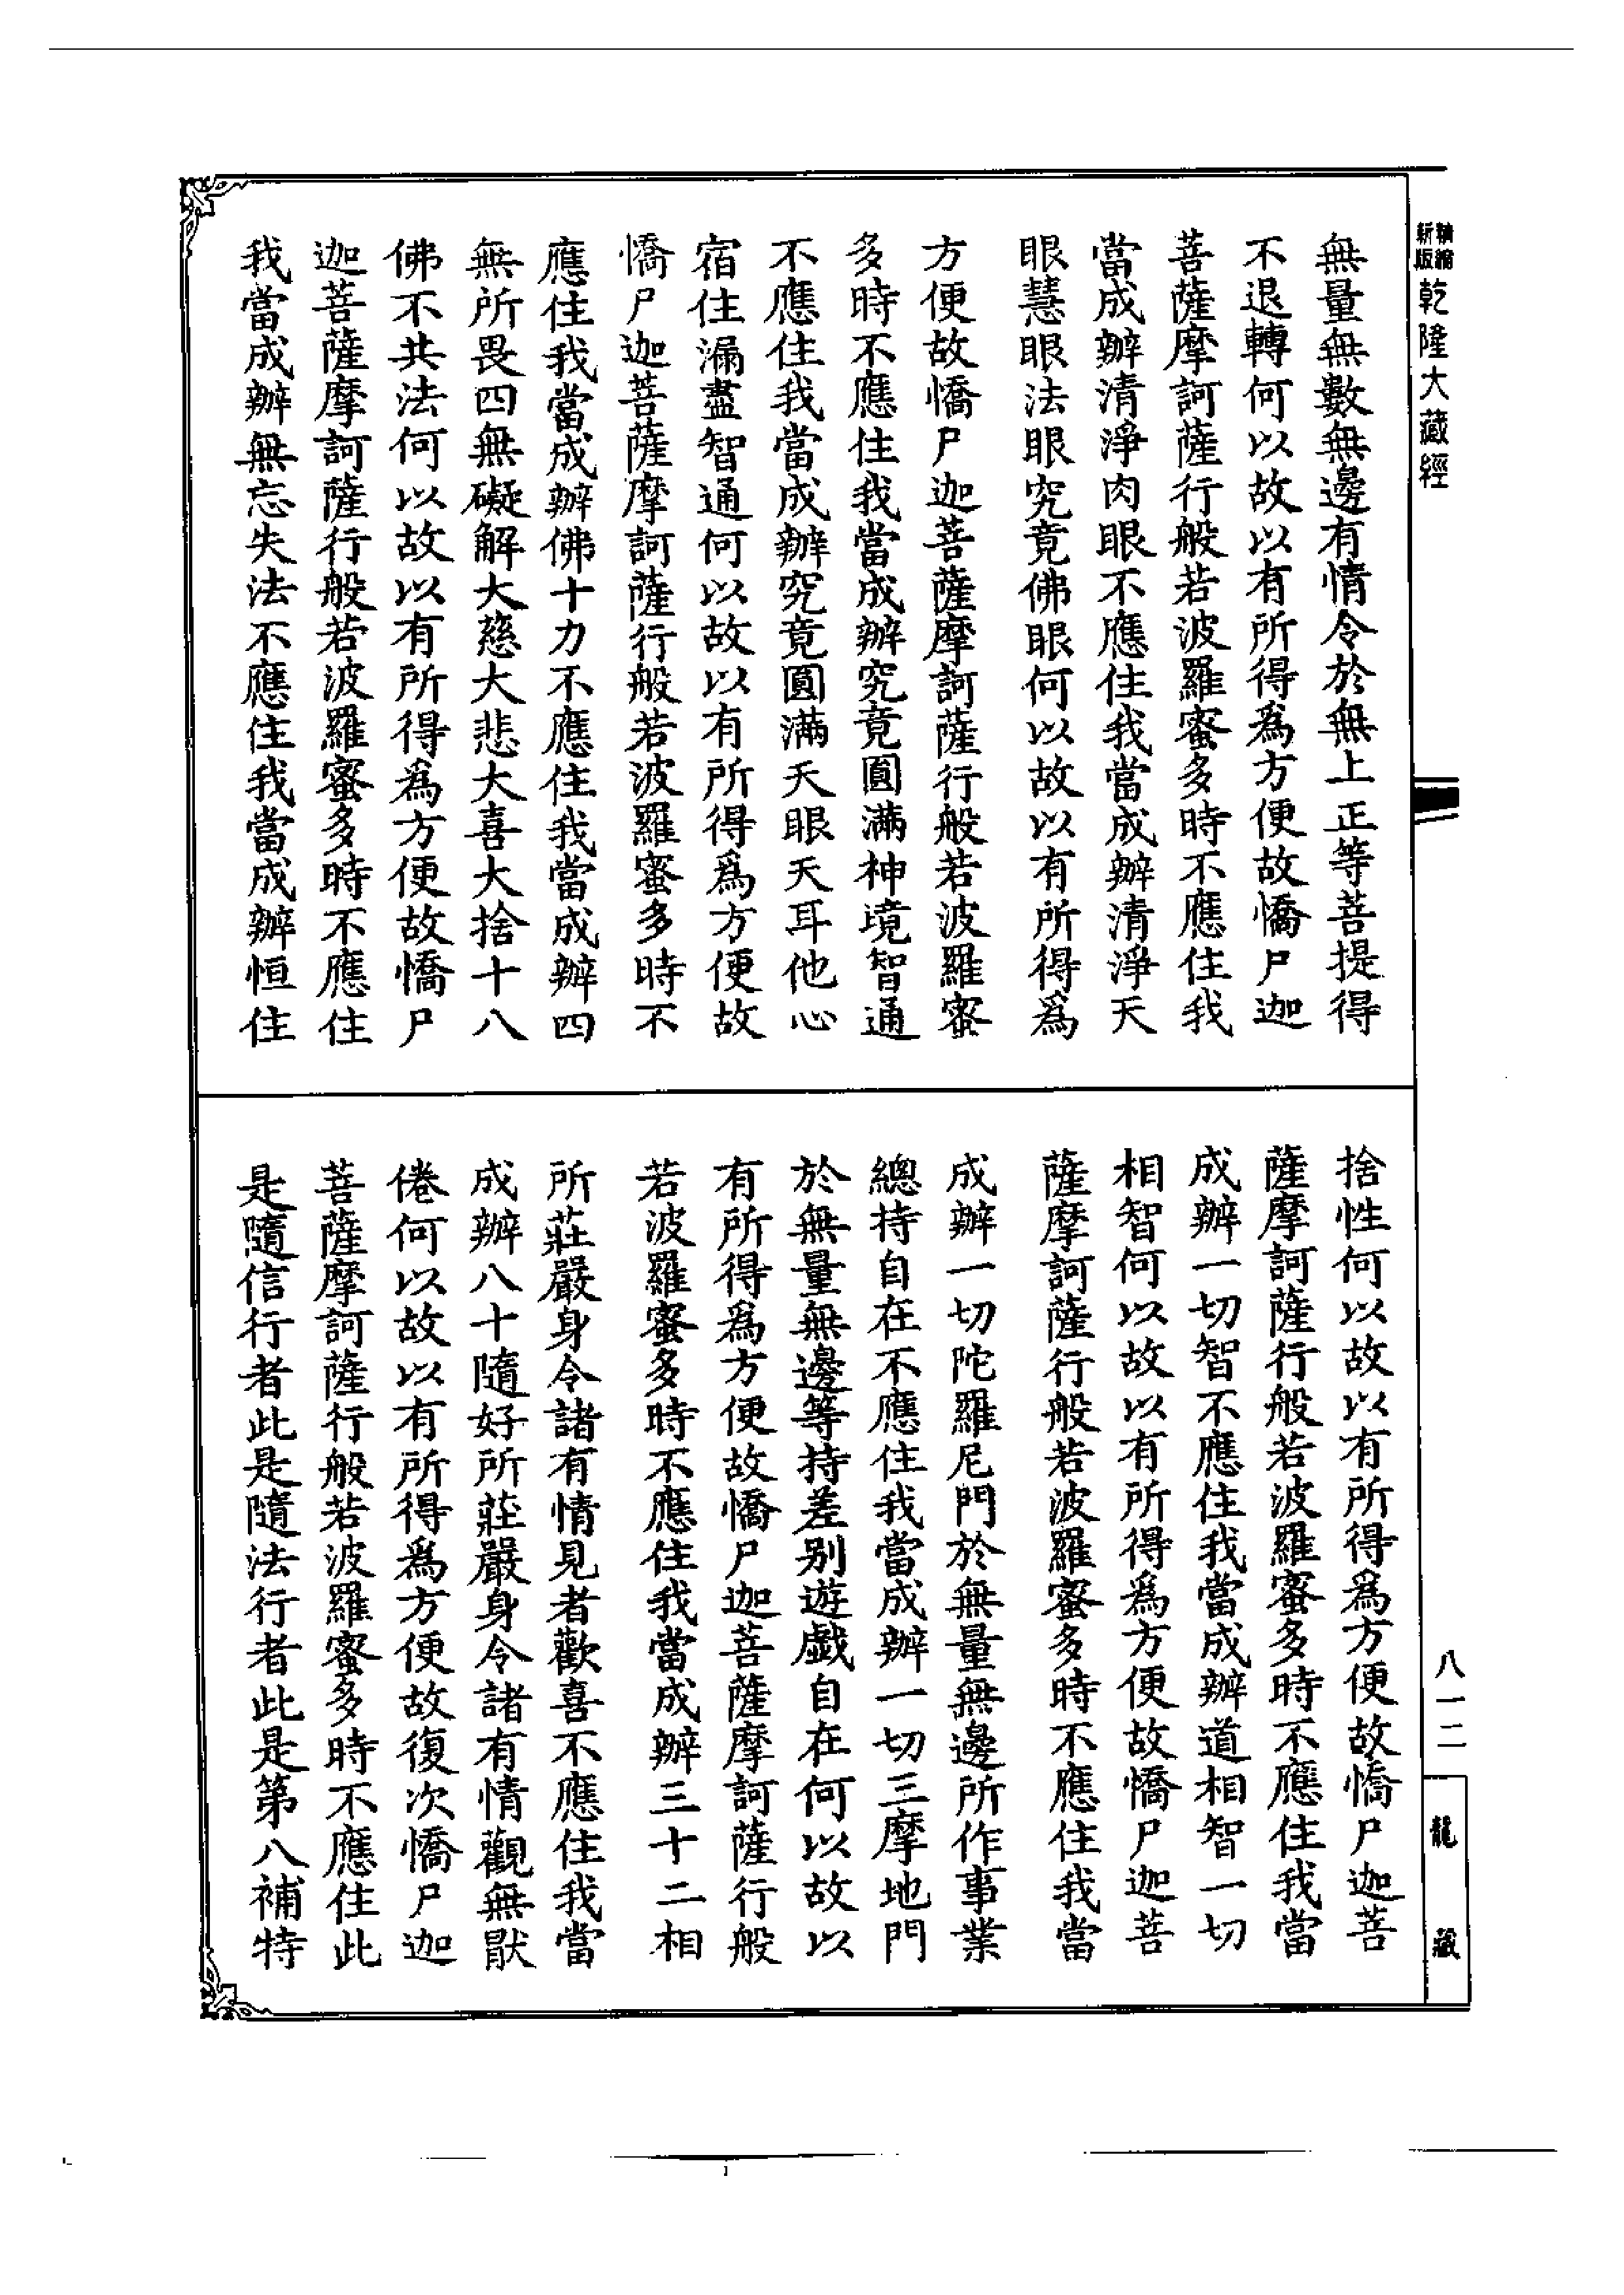 精縮新版乾隆大藏經
無量無數無邊有情令於無上正等菩提得
不退轉何以故以有所得爲方便故憍尸迦
菩薩摩訶薩行般若波羅蜜多時不應住我
當成辦清淨肉眼不應住我當成辦清淨天
眼慧眼法眼究竟佛眼何以故以有所得爲
方便故憍尸迦菩薩摩訶薩行般若波羅蜜
多時不應住我當成辦究竟圓滿神境智通
不應住我當成辦究竟圓滿天眼天耳他心
宿住漏盡智通何以故以有所得爲方便故
憍尸迦菩薩摩訶薩行般若波羅蜜多時不
應住我當成辦佛十力不應住我當成辦四
無所畏四無礙解大慈大悲大喜大捨十八
佛不共法何以故以有所得爲方便故憍尸
迦菩薩摩訶薩行般若波羅蜜多時不應住
我當成辦無忘失法不應住我當成辦恒住
捨性何以故以有所得爲方便故憍尸迦菩
薩摩訶薩行般若波羅蜜多時不應住我當
成辦一切智不應住我當成辦道相智一切
相智何以故以有所得爲方便故憍尸迦菩
薩摩訶薩行般若波羅蜜多時不應住我當
成辦一切陀羅尼門於無量無邊所作事業
總持自在不應住我當成辦一切三摩地門
於無量無邊等持差別遊戲自在何以故以
有所得爲方便故憍尸迦菩薩摩訶薩行般
若波羅蜜多時不應住我當成辦三十二相
所莊嚴身令諸有情見者歡喜不應住我當
成辦八十隨好所莊嚴身令諸有情觀無猒
倦何以故以有所得爲方便故復次憍尸迦
菩薩摩訶薩行般若波羅蜜多時不應住此
是隨信行者此是隨法行者此是第八補特
八一二
龍藏